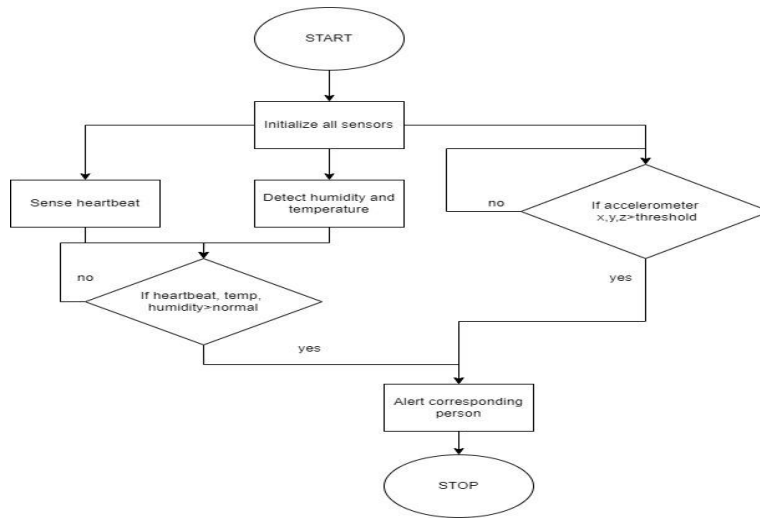 START
Initialize all sensors
Sense heartbeat
Detect humidity and
temperature
no
If accelerometer
x,y,z>threshold
no
If heartbeat, temp,
humidity>normal
yes
yes
Alert corresponding
person
STOP